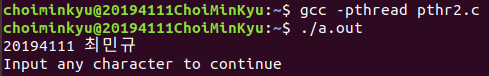 choiminkyu@20194111ChoiMinKyu:~$ gcc -pthread pthr2.c
choiminkyu@20194111ChoiMinKyu:~$ ./a.out
20194111 최민규
Input any character to continue